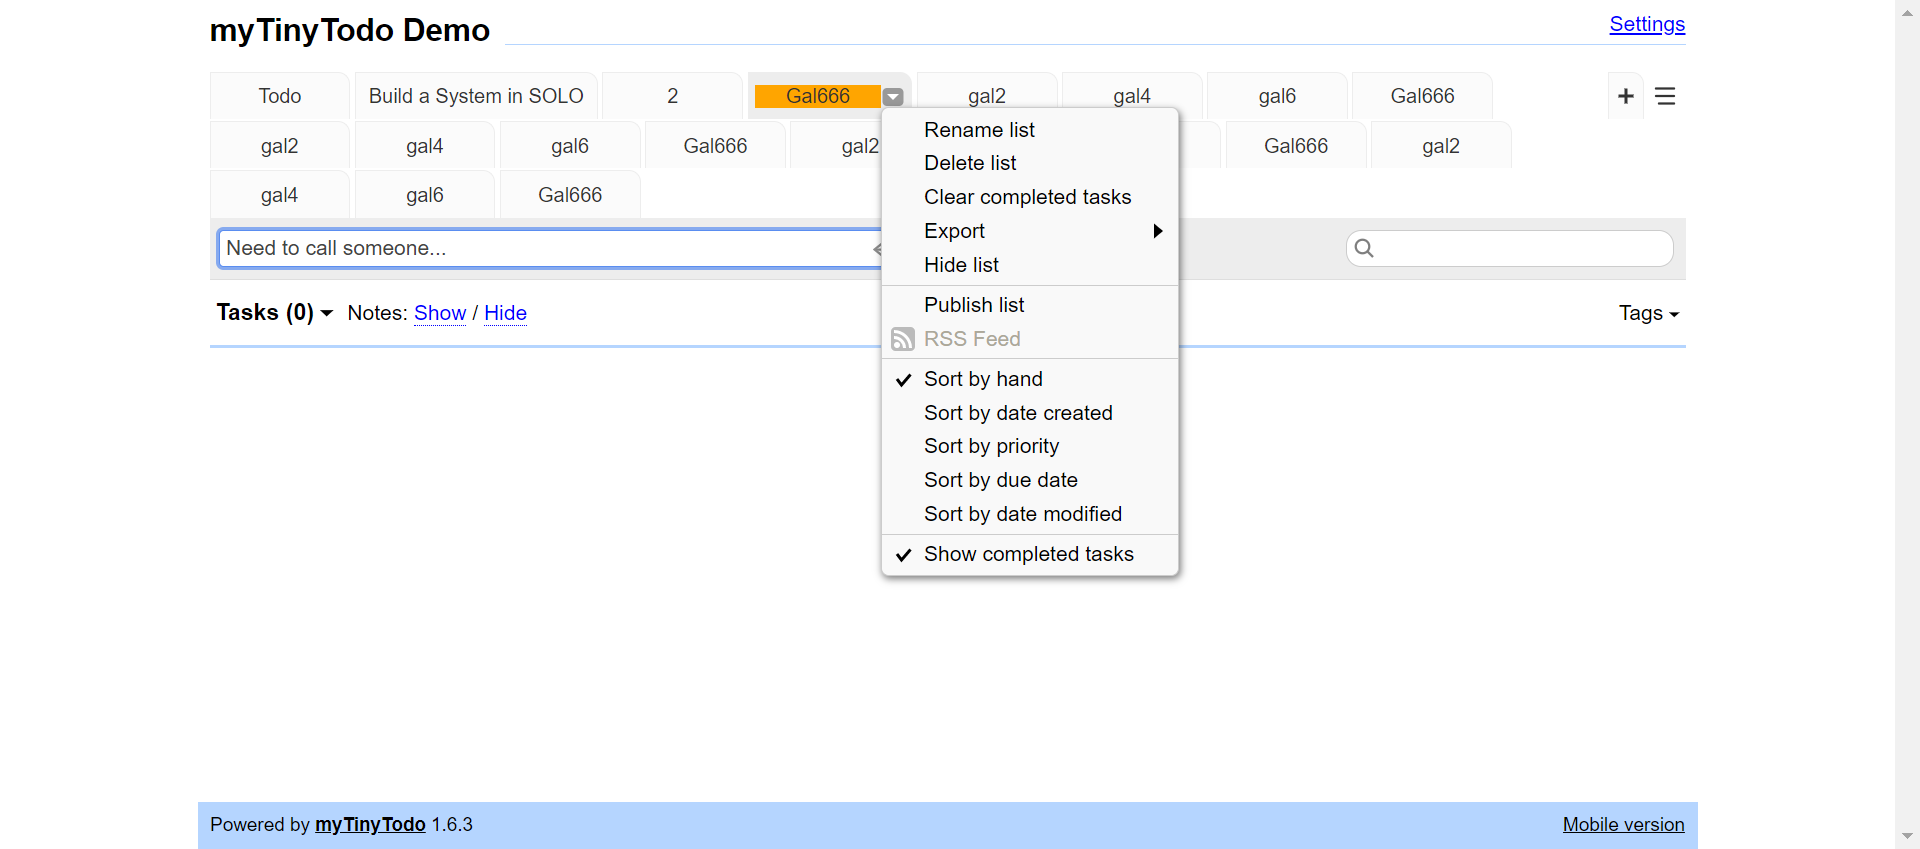 myTinyTodo Demo
Settings
Todo
Build a System in SOLO
2
Gal666
gal2
gal4
gal6
Gal666
gal2
gal4
gal6
Gal666
gal2
Gal666
gal2
gal4
gal6
Gal666
Need to call someone...
Tasks (0)
Notes: Show / Hide
Tags
Rename list
Delete list
Clear completed tasks
Export
Hide list
Publish list
RSS Feed
Sort by hand
Sort by date created
Sort by priority
Sort by due date
Sort by date modified
Show completed tasks
Powered by myTinyTodo 1.6.3
Mobile version